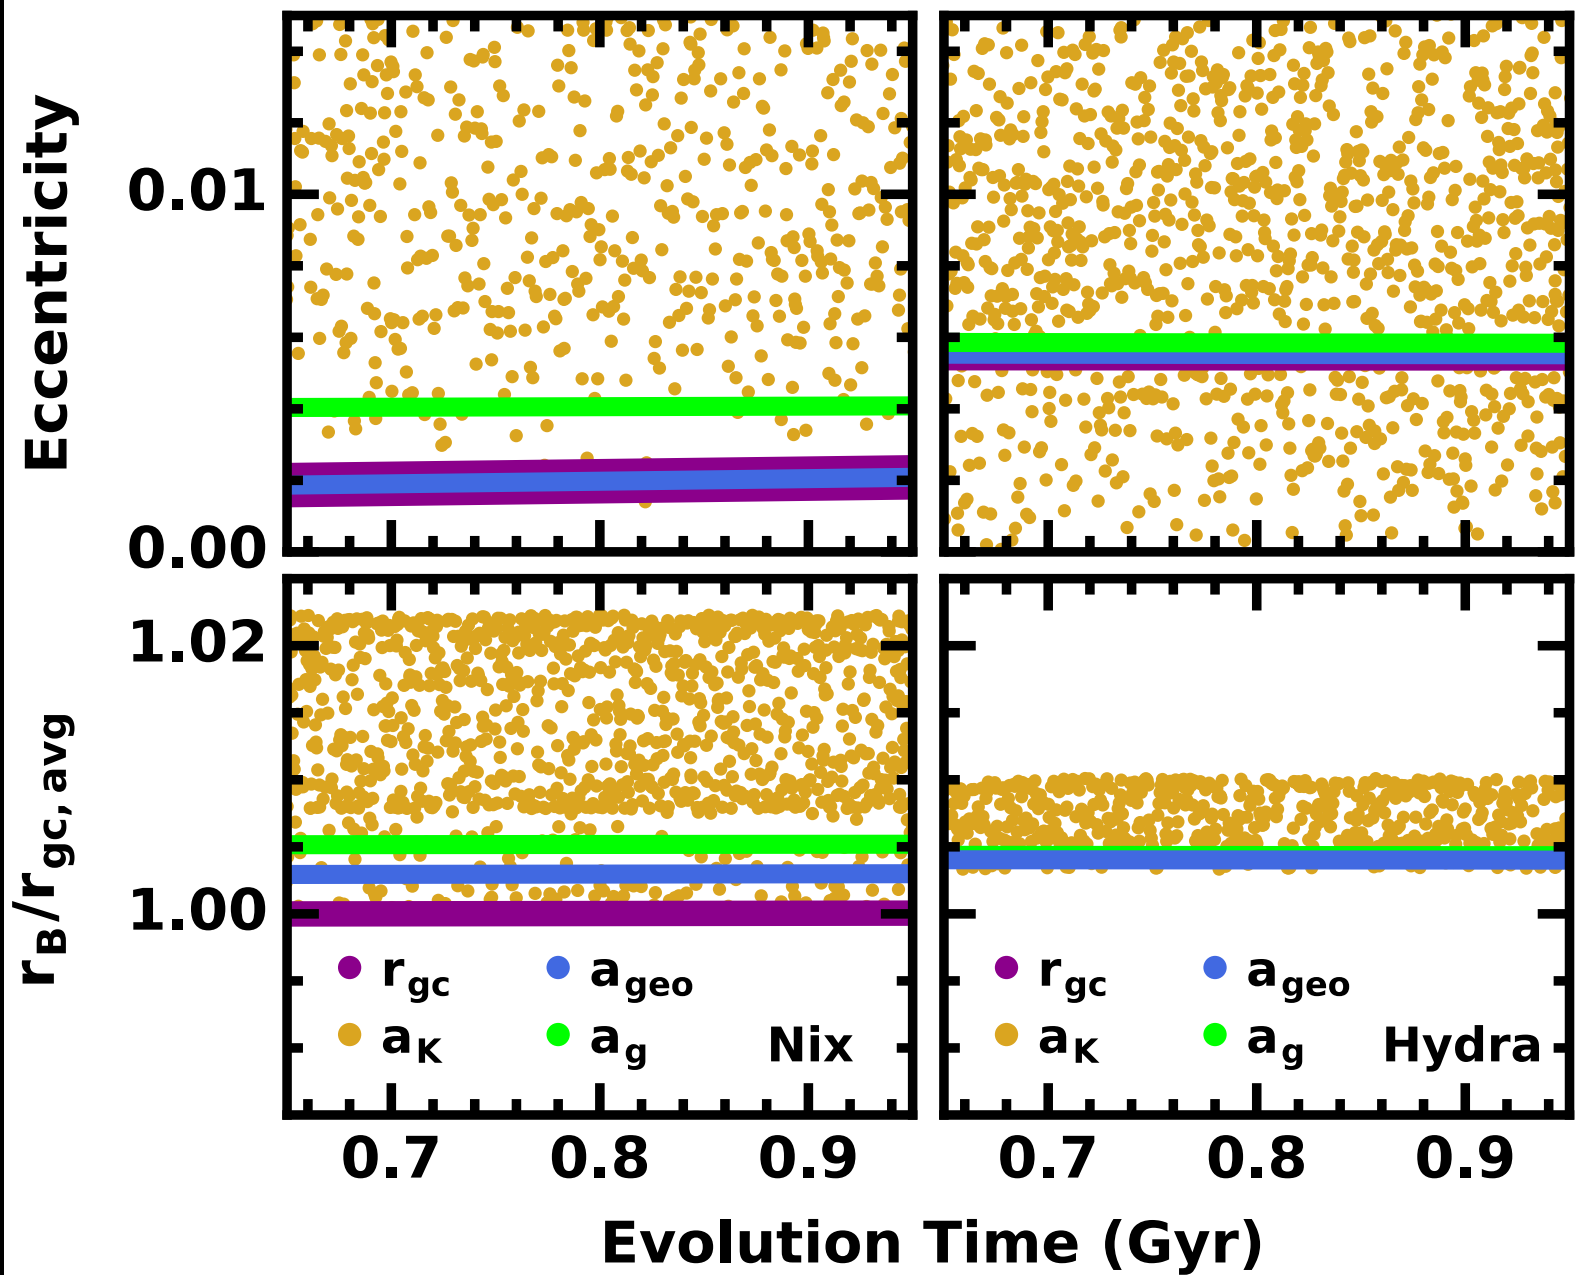 Eccentricity
0.01
0.00
r_B/r_gc, avg
1.02
1.00
r_gc a_geo
a_K a_g Nix
r_gc a_geo
a_K a_g Hydra
0.7 0.8 0.9 0.7 0.8 0.9
Evolution Time (Gyr)